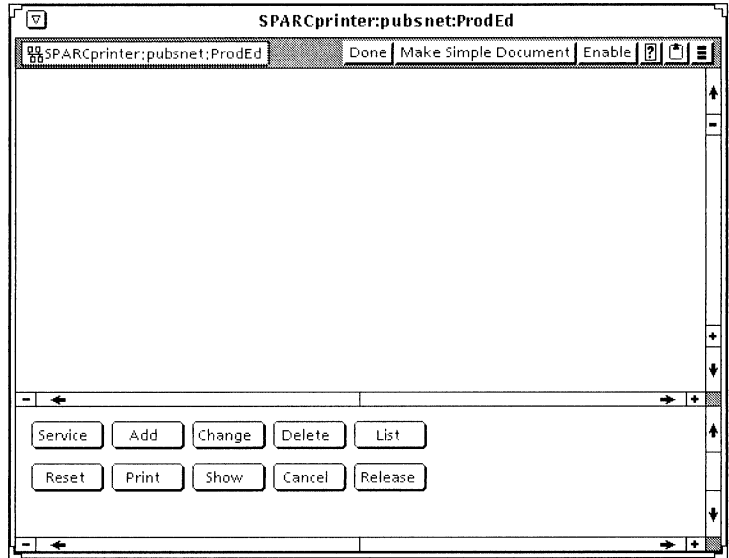 SPARCprinter:pubsnet:ProdEd
SPARCprinter;pubsnet;ProdEd Done Make Simple Document Enable ?
Service Add Change Delete List
Reset Print Show Cancel Release